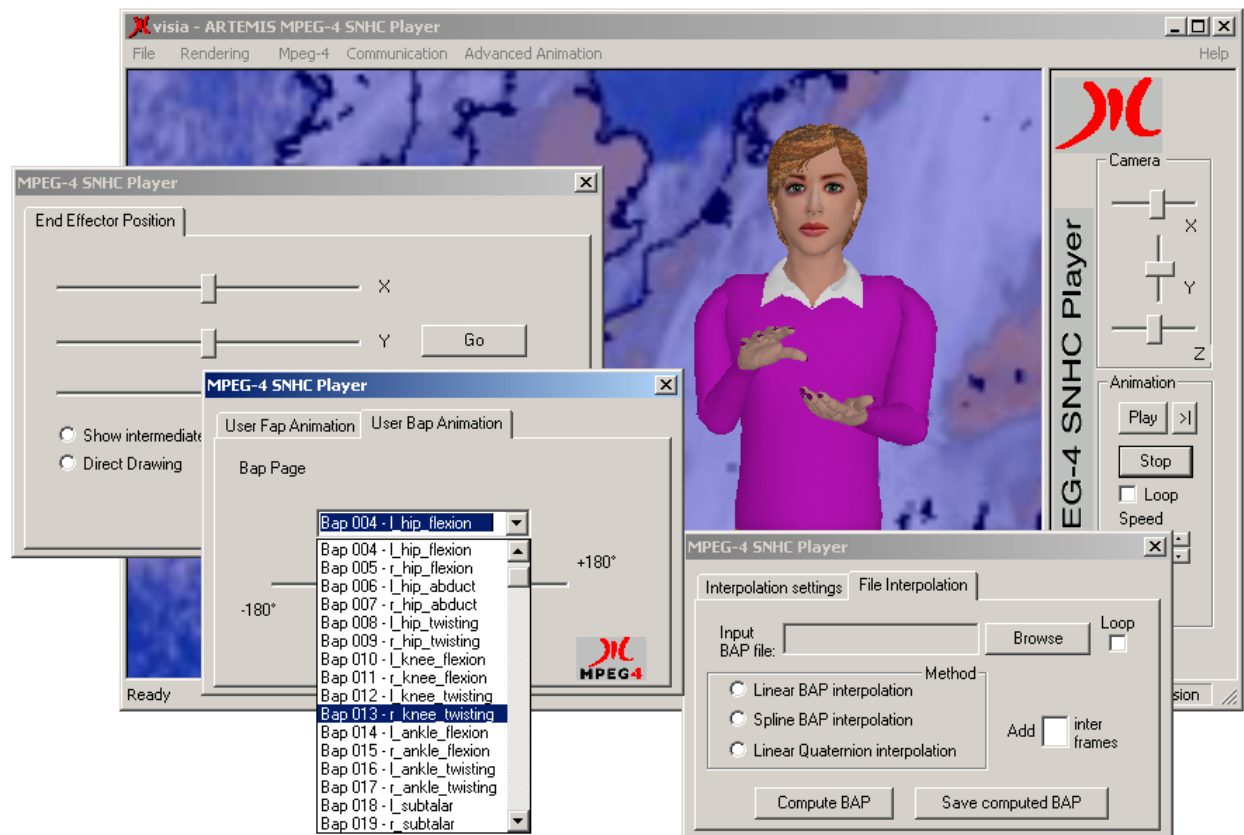 visia - ARTEMIS MPEG-4 SNHC Player
File Rendering Mpeg-4 Communication Advanced Animation Help
MPEG-4 SNHC Player
End Effector Position
X
Y
Go
Show intermediate
Direct Drawing
MPEG-4 SNHC Player
User Fap Animation User Bap Animation
Bap Page
Bap 004 - l_hip_flexion
Bap 004 - l_hip_flexion
Bap 005 - r_hip_flexion
Bap 006 - l_hip_abduct
Bap 007 - r_hip_abduct
Bap 008 - l_hip_twisting
Bap 009 - r_hip_twisting
Bap 010 - l_knee_flexion
Bap 011 - r_knee_flexion
Bap 012 - l_knee_twisting
Bap 013 - r_knee_twisting
Bap 014 - l_ankle_flexion
Bap 015 - r_ankle_flexion
Bap 016 - l_ankle_twisting
Bap 017 - r_ankle_twisting
Bap 018 - l_subtalar
Bap 019 - r_subtalar
-180°
+180°
MPEG4
Ready
EG-4 SNHC Player
Camera
X
Y
Z
Animation
Play >|
Stop
Loop
Speed
MPEG-4 SNHC Player
Interpolation settings File Interpolation
Input
BAP file:
Browse
Loop
Method
Linear BAP interpolation
Spline BAP interpolation
Linear Quaternion interpolation
Add inter
frames
Compute BAP Save computed BAP
sion